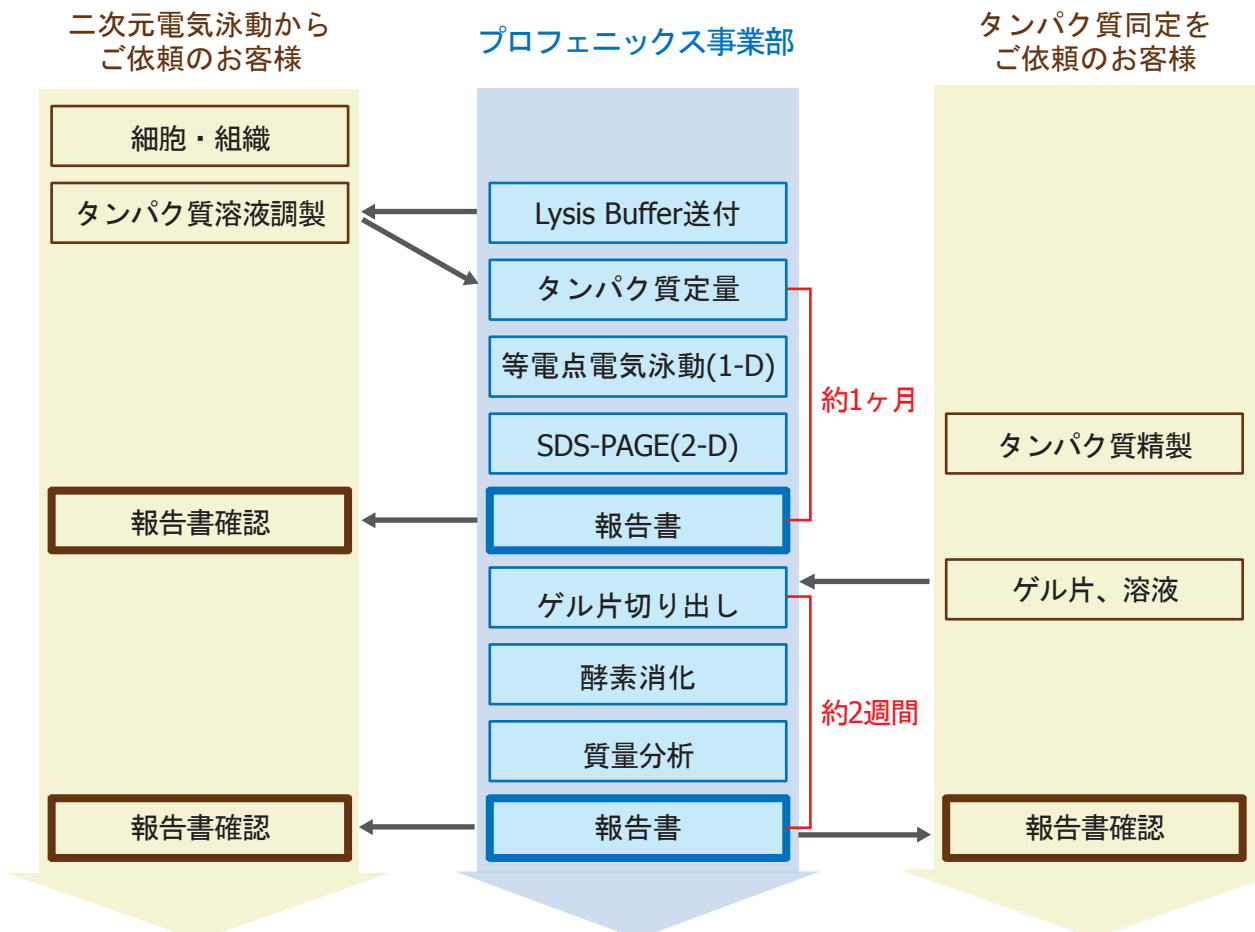 二次元電気泳動から
ご依頼のお客様
プロフェニックス事業部
タンパク質同定を
ご依頼のお客様
細胞・組織
タンパク質溶液調製
Lysis Buffer送付
タンパク質定量
等電点電気泳動(1-D)
約1ヶ月
SDS-PAGE(2-D)
タンパク質精製
報告書確認
報告書
ゲル片切り出し
ゲル片、溶液
酵素消化
約2週間
質量分析
報告書確認
報告書
報告書確認